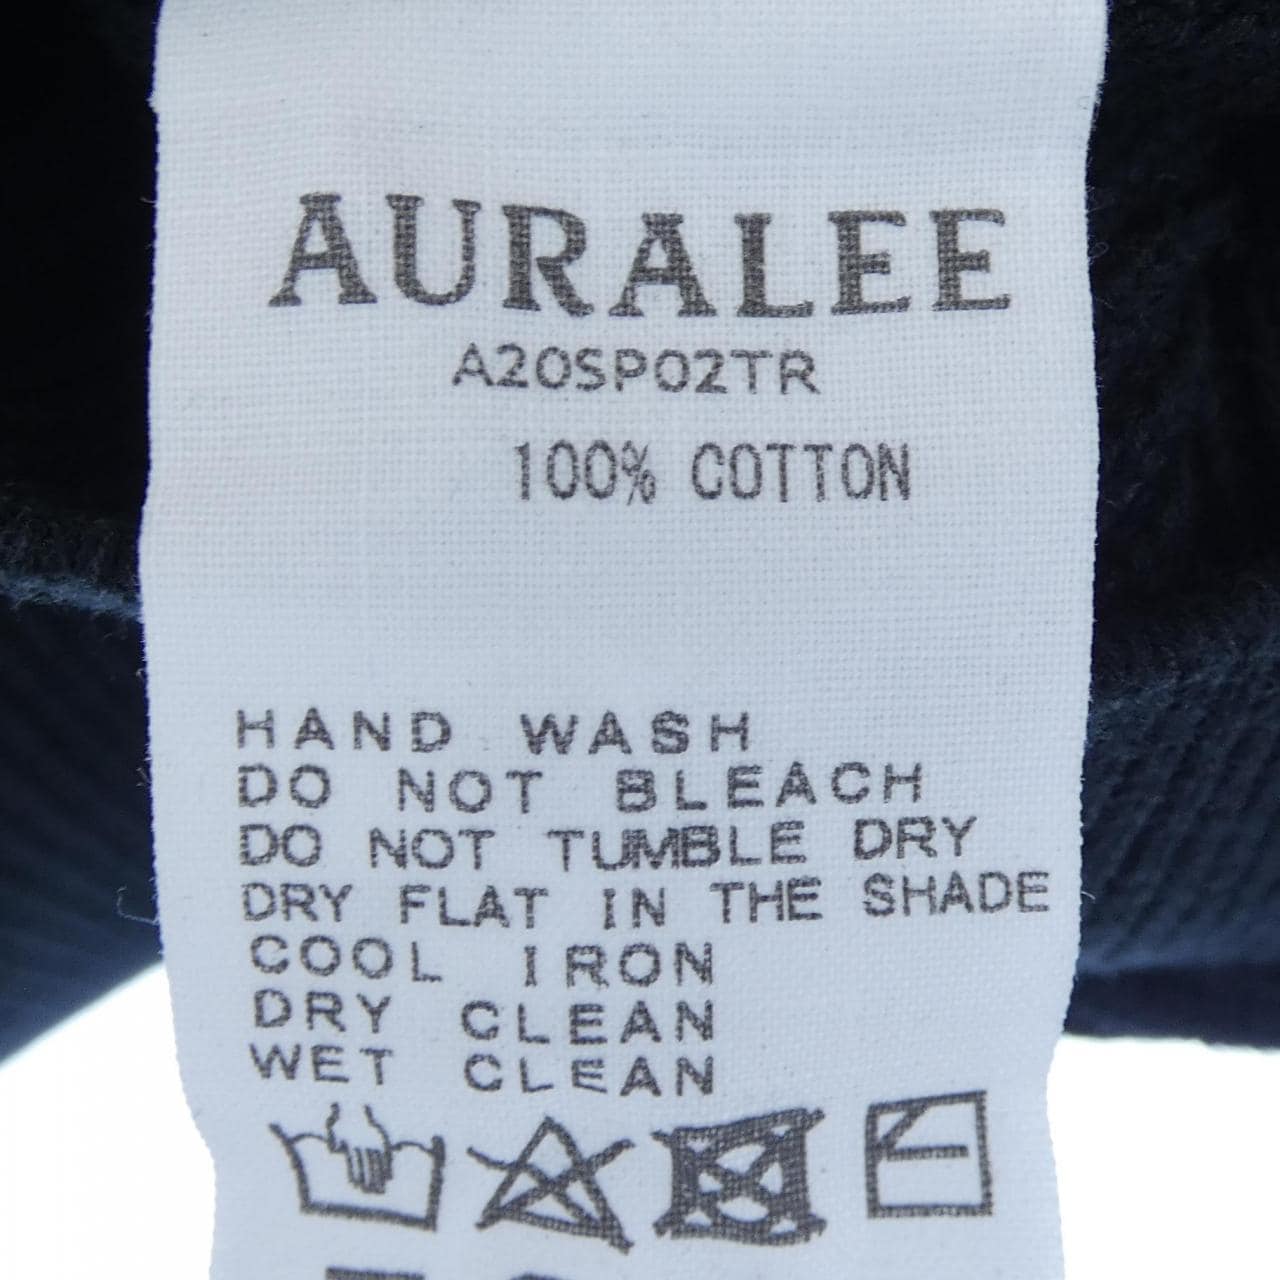 AURALEE
A20SP02TR
100% COTTON
HAND WASH
DO NOT BLEACH
DO NOT TUMBLE DRY
DRY FLAT IN THE SHADE
COOL IRON
DRY CLEAN
WET CLEAN